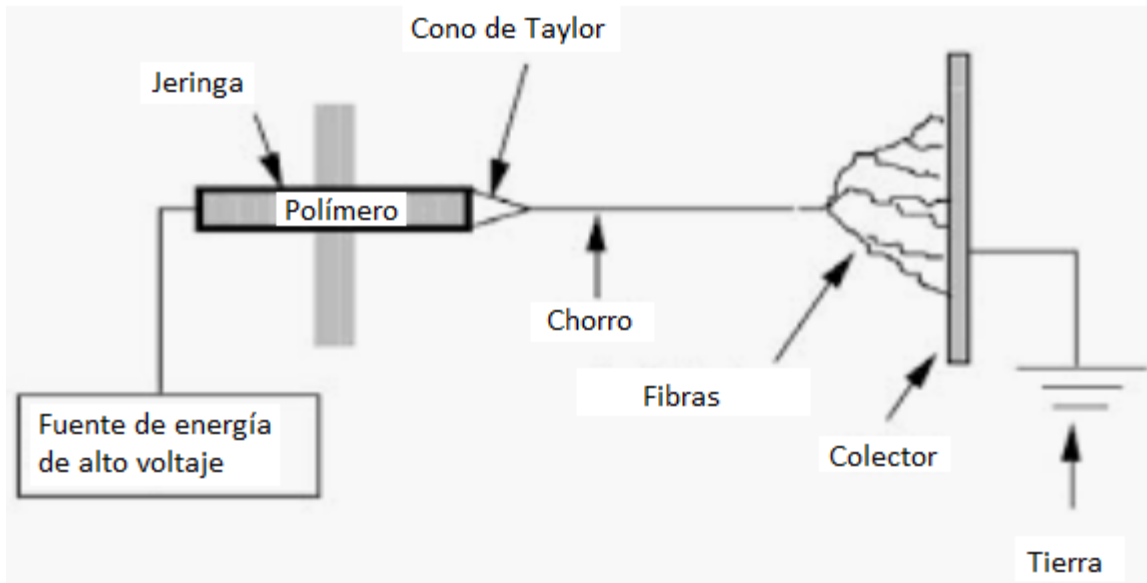 Cono de Taylor
Jeringa
Polímero
Chorro
Fibras
Fuente de energía
de alto voltaje
Colector
Tierra